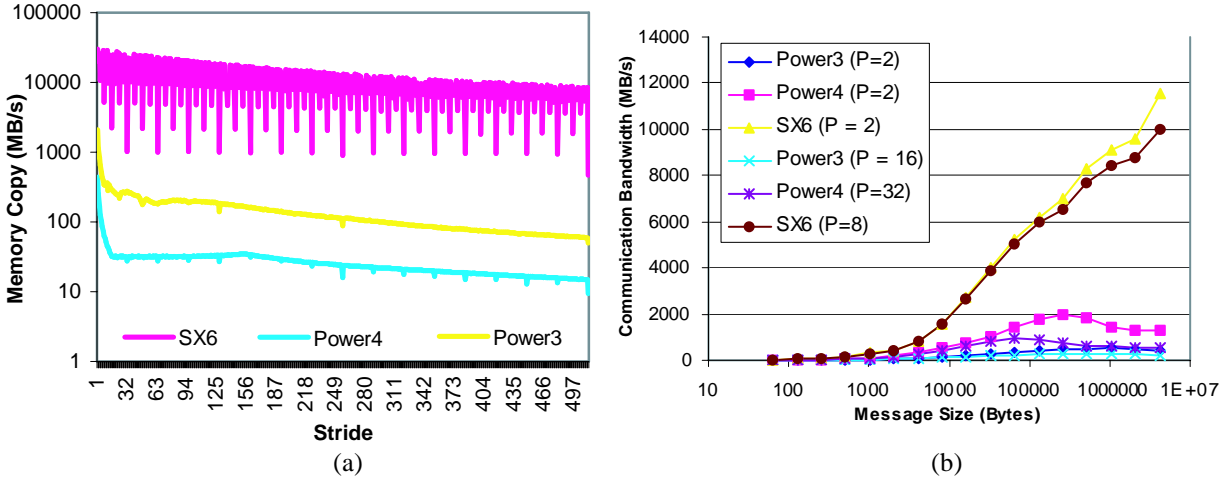 100000
10000
1000
100
10
1
Memory Copy (MB/s)
SX6
Power4
Power3
1
32
63
94
125
156
187
218
249
280
311
342
373
404
435
466
497
Stride
(a)
14000
12000
10000
8000
6000
4000
2000
0
Communication Bandwidth (MB/s)
Power3 (P=2)
Power4 (P=2)
SX6 (P = 2)
Power3 (P = 16)
Power4 (P=32)
SX6 (P=8)
10 100 1000 10000 100000 1000000 1E+07
Message Size (Bytes)
(b)